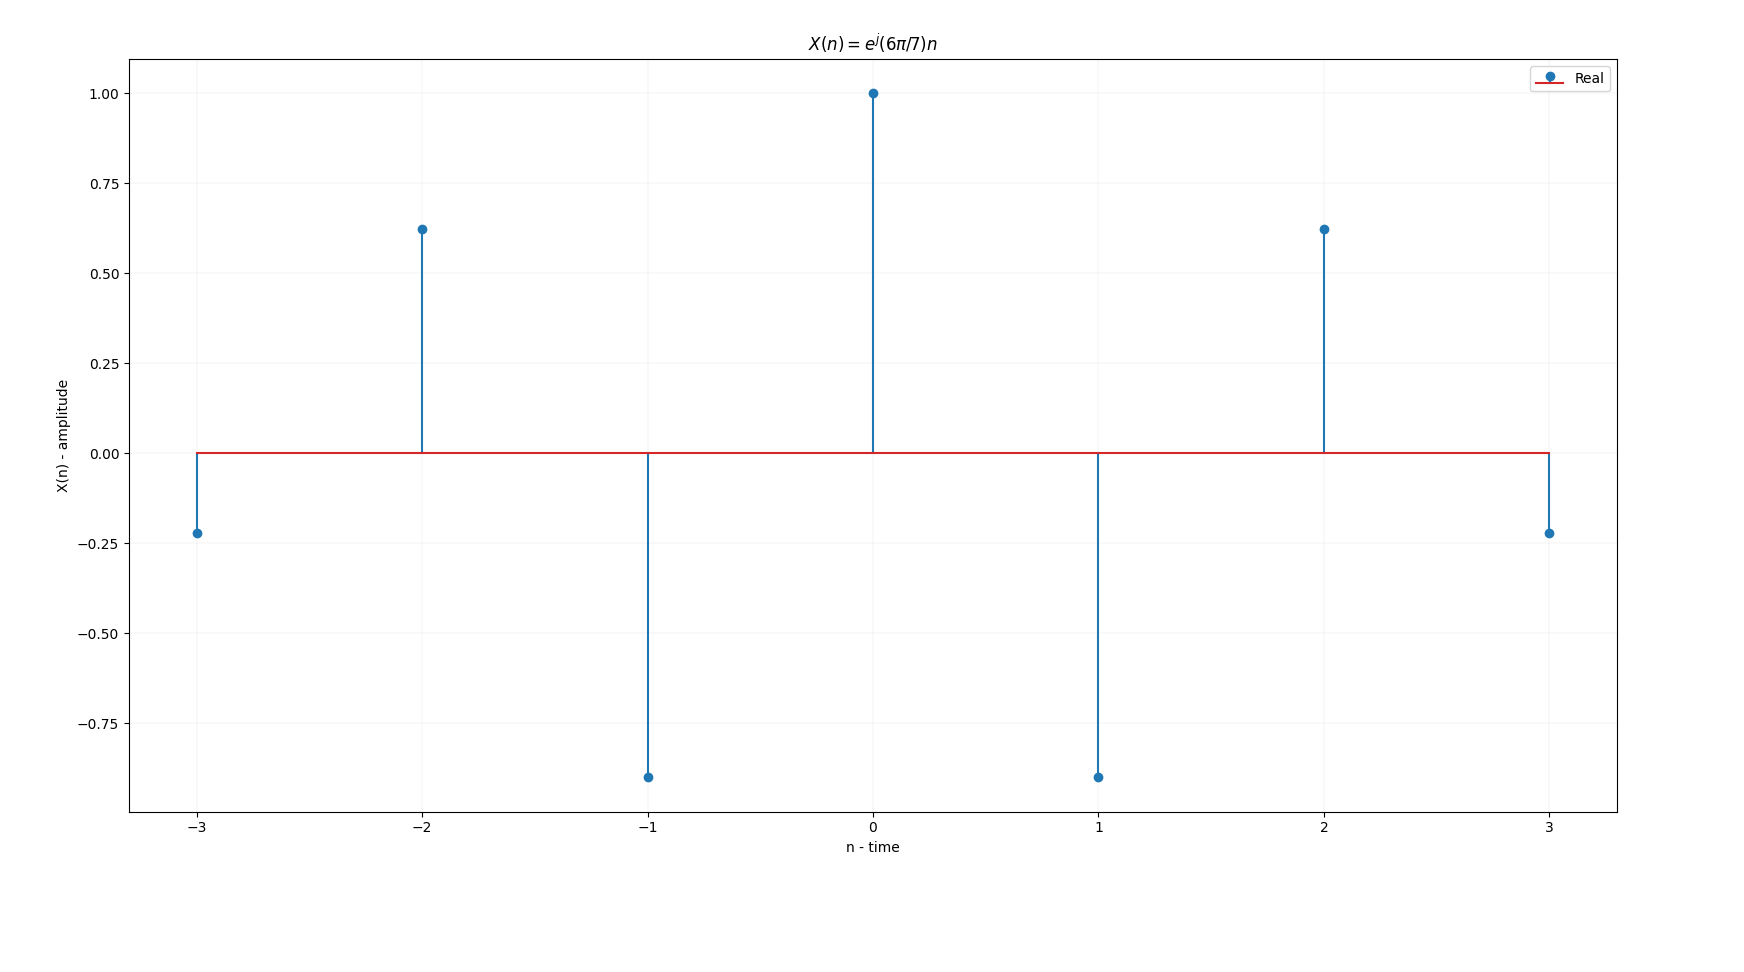 X(n) = e^j(6π/7)n
Real
1.00
0.75
0.50
0.25
0.00
−0.25
−0.50
−0.75
X(n) - amplitude
−3 −2 −1 0 1 2 3
n - time